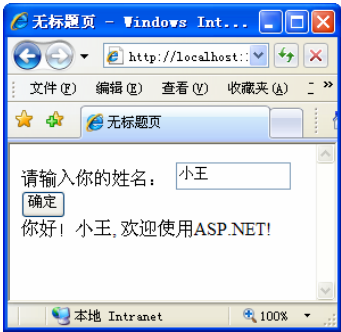 无标题页 - Windows Int...
http://localhost:
文件(F) 编辑(E) 查看(V) 收藏夹(A) »
无标题页
请输入你的姓名： 小王
确定
你好！小王,欢迎使用ASP.NET!
本地 Intranet 100%